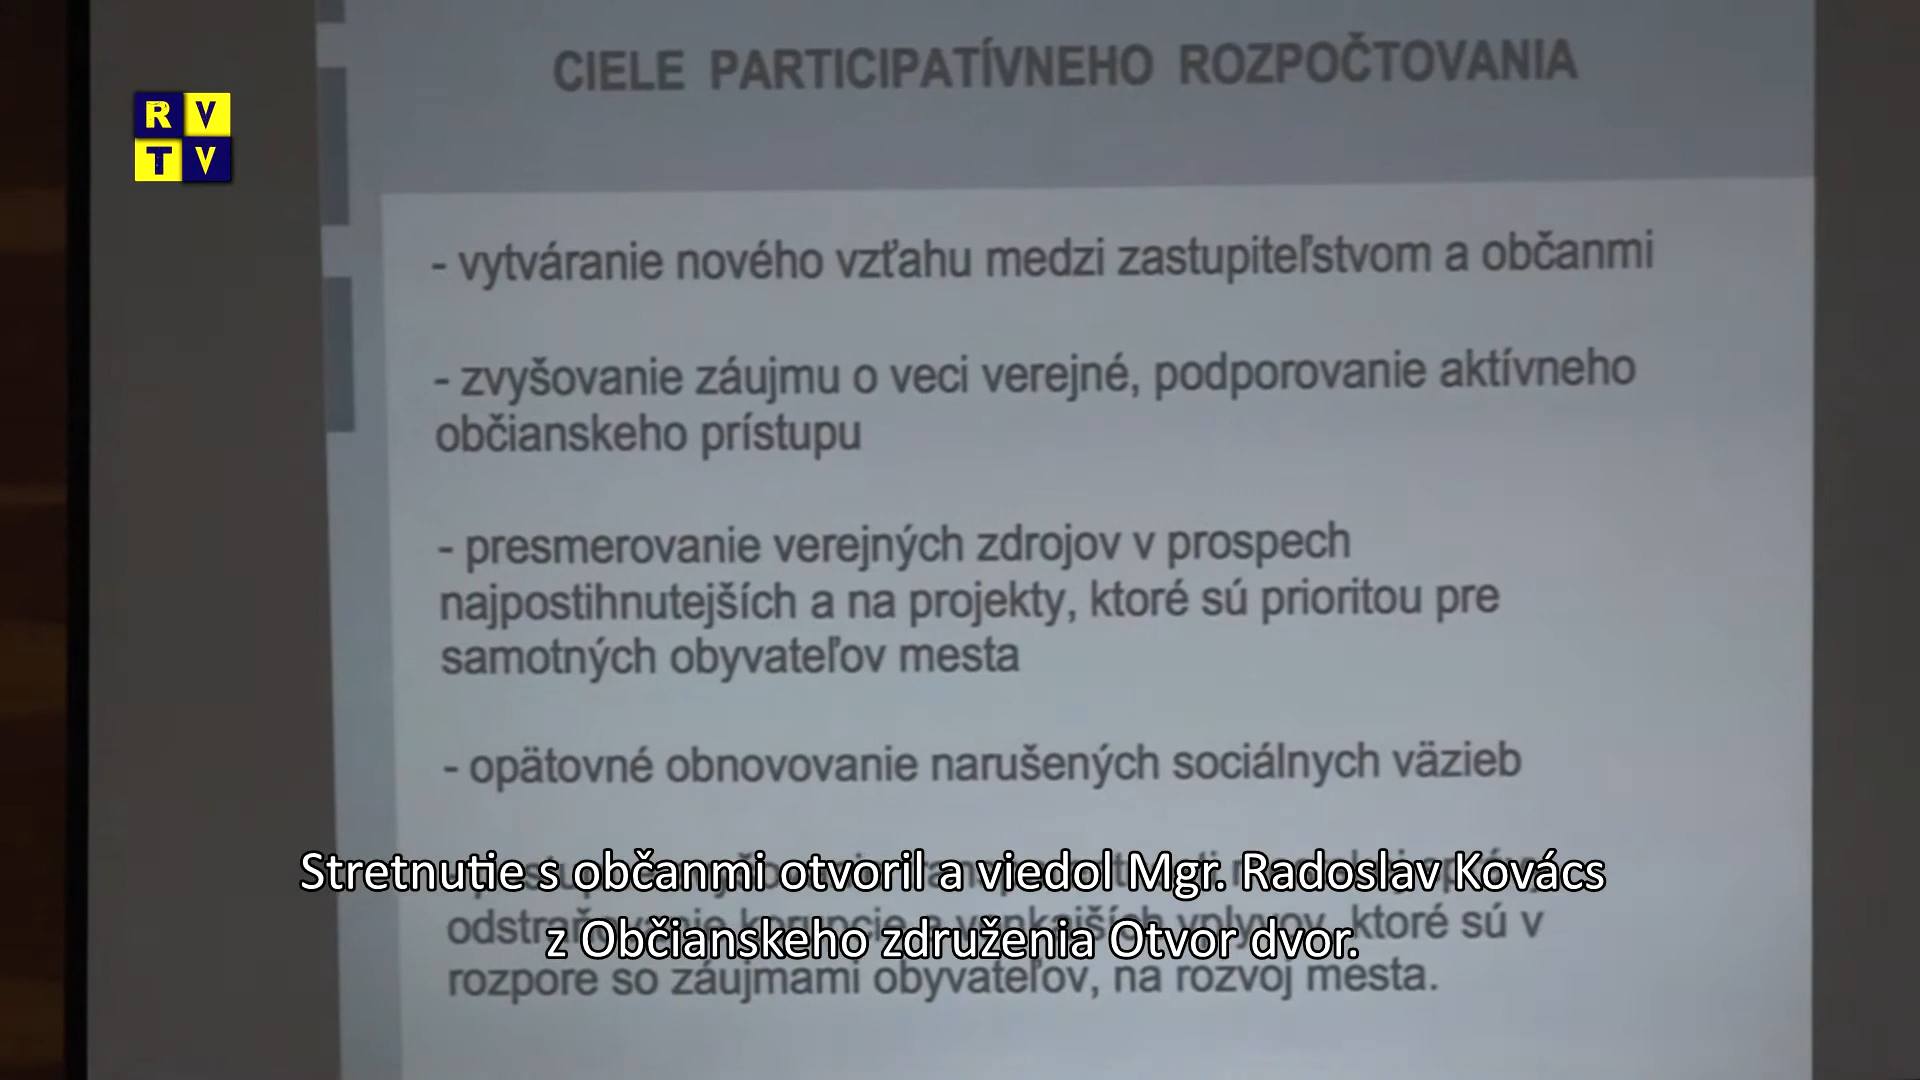 CIELE PARTICIPATÍVNEHO ROZPOČTOVANIA
R V
T V
- vytváranie nového vzťahu medzi zastupiteľstvom a občanmi
- zvyšovanie záujmu o veci verejné, podporovanie aktívneho
občianskeho prístupu
- presmerovanie verejných zdrojov v prospech
najpostihnutejších a na projekty, ktoré sú prioritou pre
samotných obyvateľov mesta
- opätovné obnovovanie narušených sociálnych väzieb
Stretnutie s občanmi otvoril a viedol Mgr. Radoslav Kovács
z Občianskeho združenia Otvor dvor.
ktoré sú v
rozpore so záujmami obyvateľov, na rozvoj mesta.